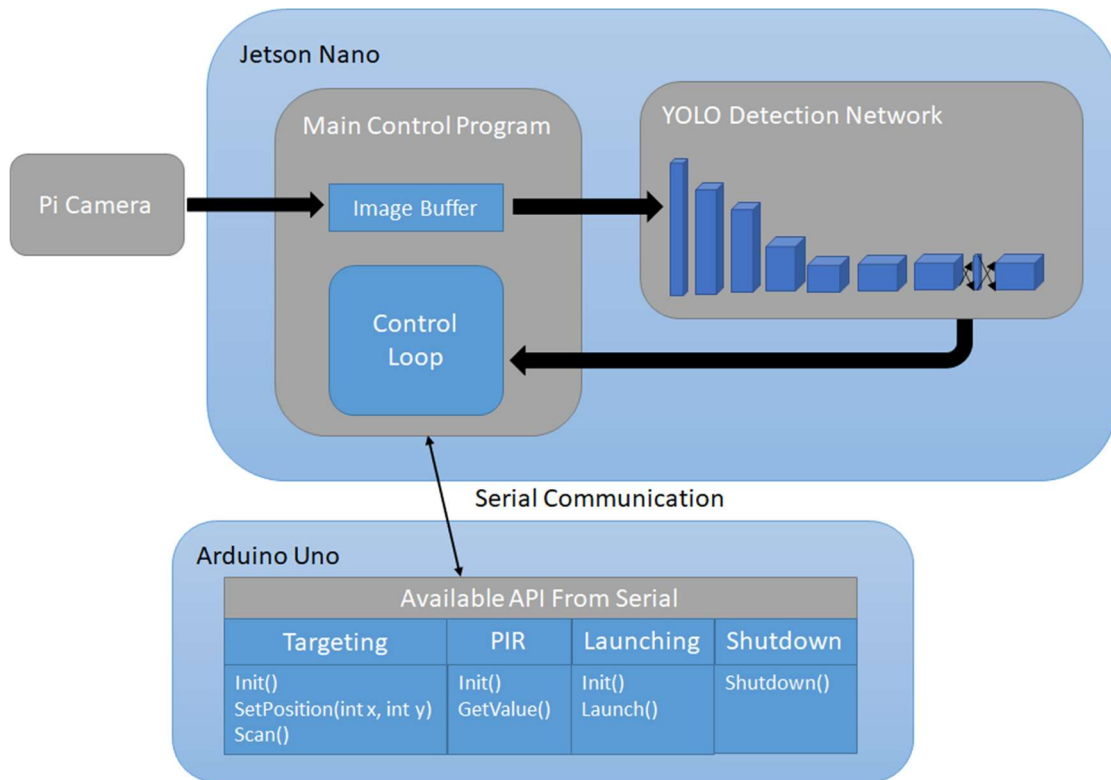 Jetson Nano
Main Control Program
YOLO Detection Network
Pi Camera
Image Buffer
Control
Loop
Serial Communication
Arduino Uno
Available API From Serial
Targeting
PIR
Launching
Shutdown
Init()
SetPosition(int x, int y)
Scan()
Init()
GetValue()
Init()
Launch()
Shutdown()